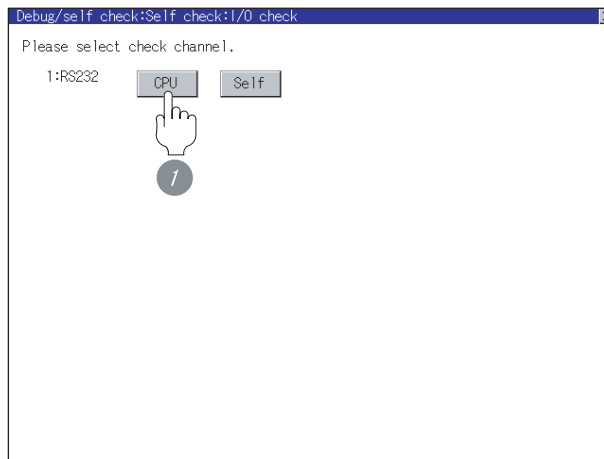 Debug/self check:Self check:I/O check
Please select check channel.
1:RS232 CPU Self
1